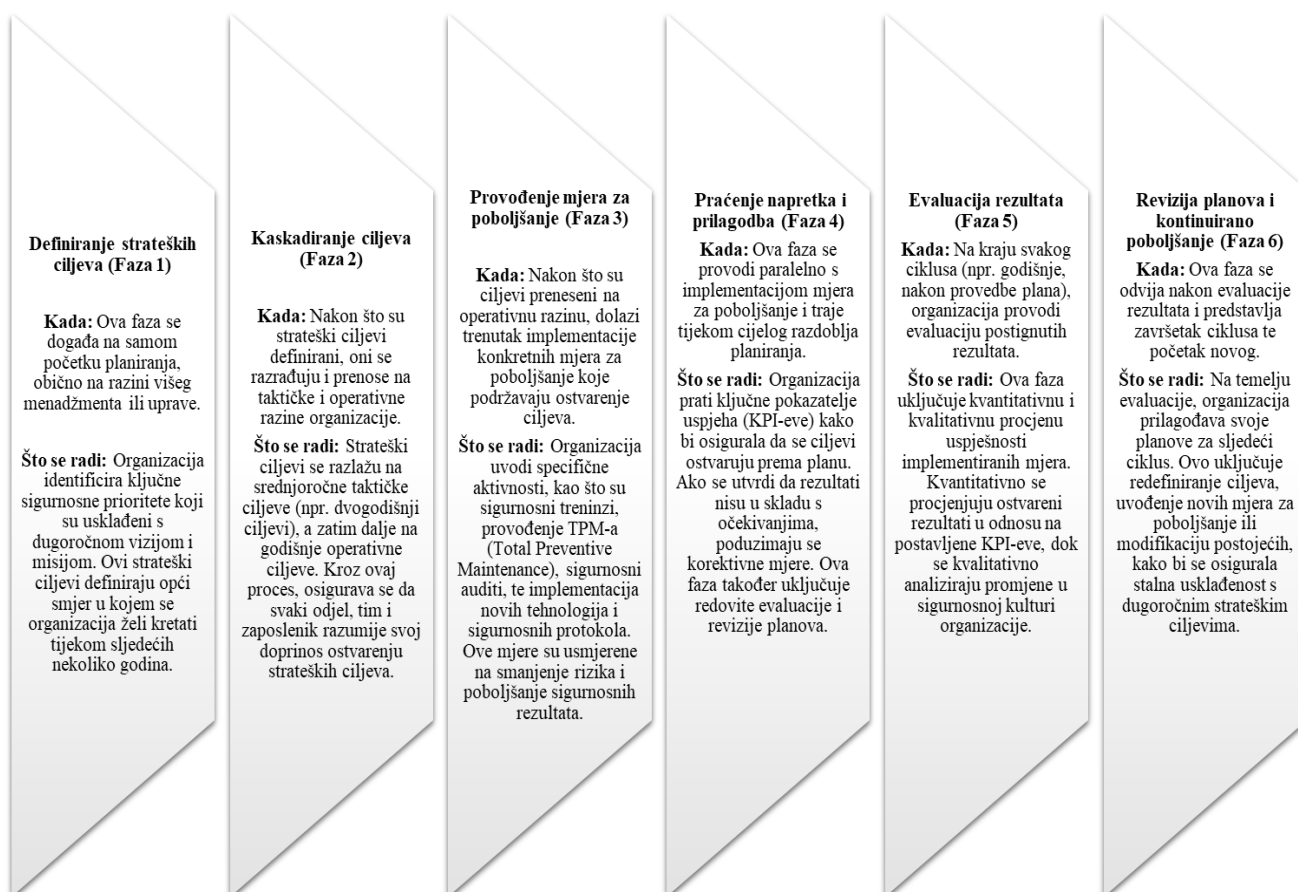 Definiranje strateških
ciljeva (Faza 1)
Kada: Ova faza se
događa na samom
početku planiranja,
obično na razini višeg
menadžmenta ili uprave.
Što se radi: Organizacija
identificira ključne
sigurnosne prioritete koji
su usklađeni s
dugoročnom vizijom i
misijom. Ovi strateški
ciljevi definiraju opći
smjer u kojem se
organizacija želi kretati
tijekom sljedećih
nekoliko godina.
Kaskadiranje ciljeva
(Faza 2)
Kada: Nakon što su
strateški ciljevi
definirani, oni se
razrađuju i prenose na
taktičke i operativne
razine organizacije.
Što se radi: Strateški
ciljevi se razlažu na
srednjoročne taktičke
ciljeve (npr. dvogodišnji
ciljevi), a zatim dalje na
godišnje operativne
ciljeve. Kroz ovaj
proces, osigurava se da
svaki odjel, tim i
zaposlenik razumije svoj
doprinos ostvarenju
strateških ciljeva.
Provođenje mjera za
poboljšanje (Faza 3)
Kada: Nakon što su
ciljevi preneseni na
operativnu razinu, dolazi
trenutak implementacije
konkretnih mjera za
poboljšanje koje
podržavaju ostvarenje
ciljeva.
Što se radi: Organizacija
uvodi specifične
aktivnosti, kao što su
sigurnosni treninzi,
provođenje TPM-a
(Total Preventive
Maintenance), sigurnosni
auditi, te implementacija
novih tehnologija i
sigurnosnih protokola.
Ove mjere su usmjerene
na smanjenje rizika i
poboljšanje sigurnosnih
rezultata.
Praćenje napretka i
prilagodba (Faza 4)
Kada: Ova faza se
provodi paralelno s
implementacijom mjera
za poboljšanje i traje
tijekom cijelog razdoblja
planiranja.
Što se radi: Organizacija
prati ključne pokazatelje
uspjeha (KPI-eve) kako
bi osigurala da se ciljevi
ostvaruju prema planu.
Ako se utvrdi da rezultati
nisu u skladu s
očekivanjima,
poduzimaju se
korektivne mjere. Ova
faza također uključuje
redovite evaluacije i
revizije planova.
Evaluacija rezultata
(Faza 5)
Kada: Na kraju svakog
ciklusa (npr. godišnje,
nakon provedbe plana),
organizacija provodi
evaluaciju postignutih
rezultata.
Što se radi: Ova faza
uključuje kvantitativnu i
kvalitativnu procjenu
uspješnosti
implementiranih mjera.
Kvantitativno se
procjenjuju ostvareni
rezultati u odnosu na
postavljene KPI-eve, dok
se kvalitativno
analiziraju promjene u
sigurnosnoj kulturi
organizacije.
Revizija planova i
kontinuirano
poboljšanje (Faza 6)
Kada: Ova faza se
odvija nakon evaluacije
rezultata i predstavlja
završetak ciklusa te
početak novog.
Što se radi: Na temelju
evaluacije, organizacija
prilagođava svoje
planove za sljedeći
ciklus. Ovo uključuje
redefiniranje ciljeva,
uvođenje novih mjera za
poboljšanje ili
modifikaciju postojećih,
kako bi se osigurala
stalna usklađenost s
dugoročnim strateškim
ciljevima.